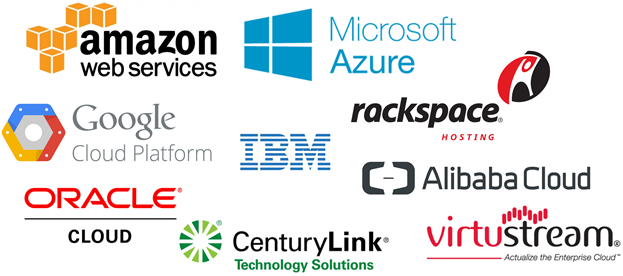 amazon
web services
Microsoft
Azure
rackspace®
HOSTING
Google
Cloud Platform
IBM
Alibaba Cloud
ORACLE®
CLOUD
CenturyLink®
Technology Solutions
virtustream®
Actualize the Enterprise Cloud™